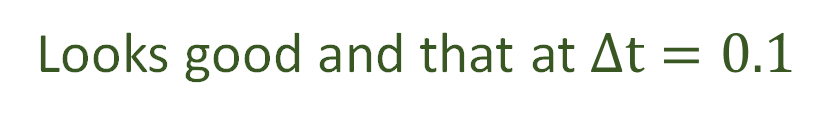 Looks good and that at Δt = 0.1